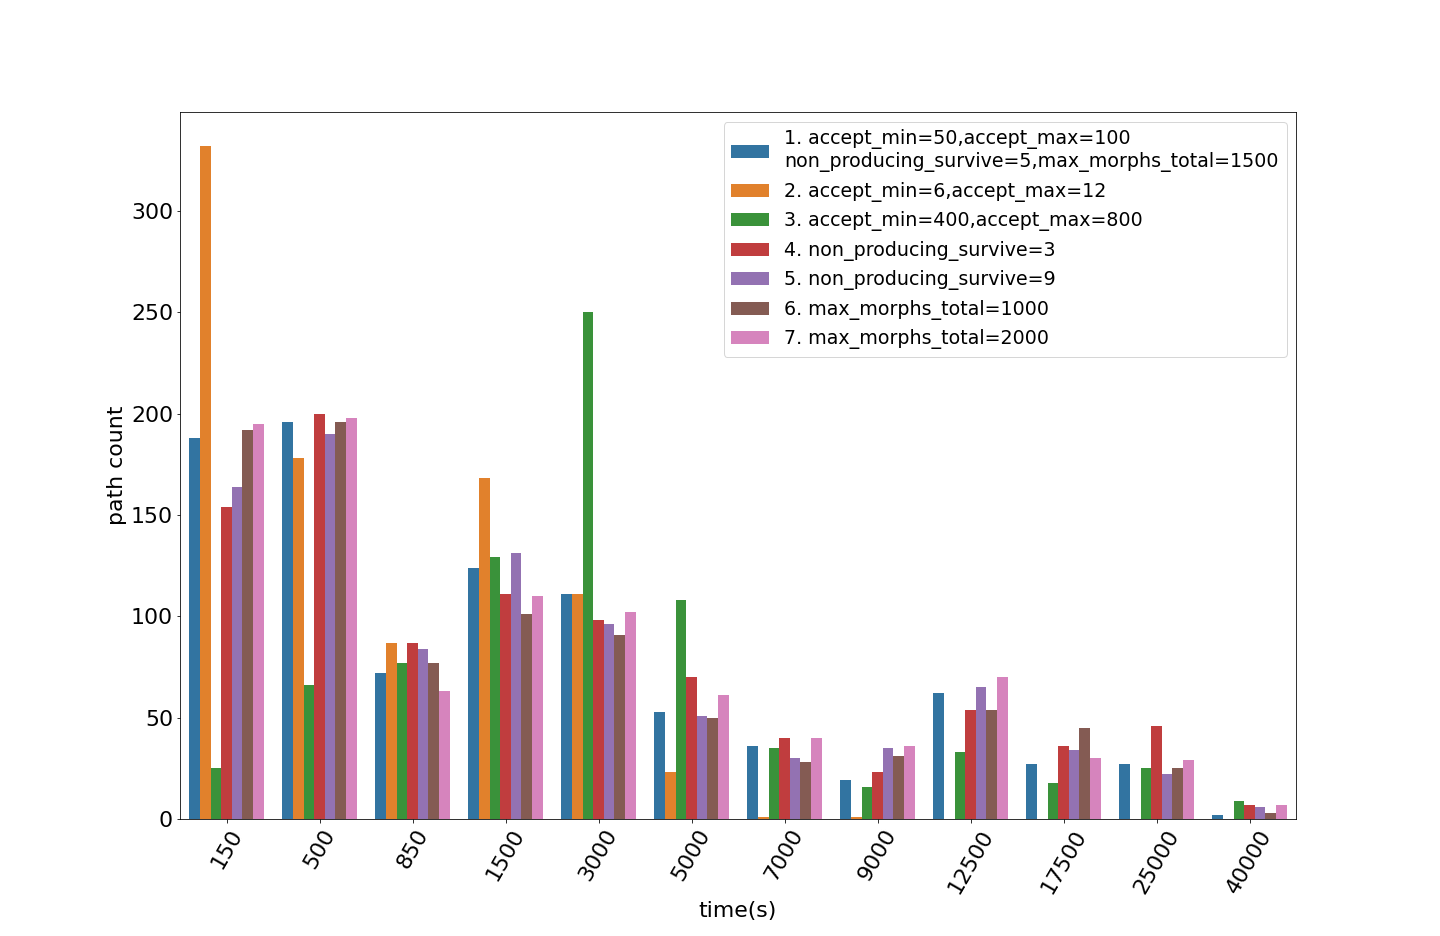 1. accept_min=50,accept_max=100
non_producing_survive=5,max_morphs_total=1500
2. accept_min=6,accept_max=12
3. accept_min=400,accept_max=800
4. non_producing_survive=3
5. non_producing_survive=9
6. max_morphs_total=1000
7. max_morphs_total=2000
path count
300
250
200
150
100
50
0
150 500 850 1500 3000 5000 7000 9000 12500 17500 25000 40000
time(s)